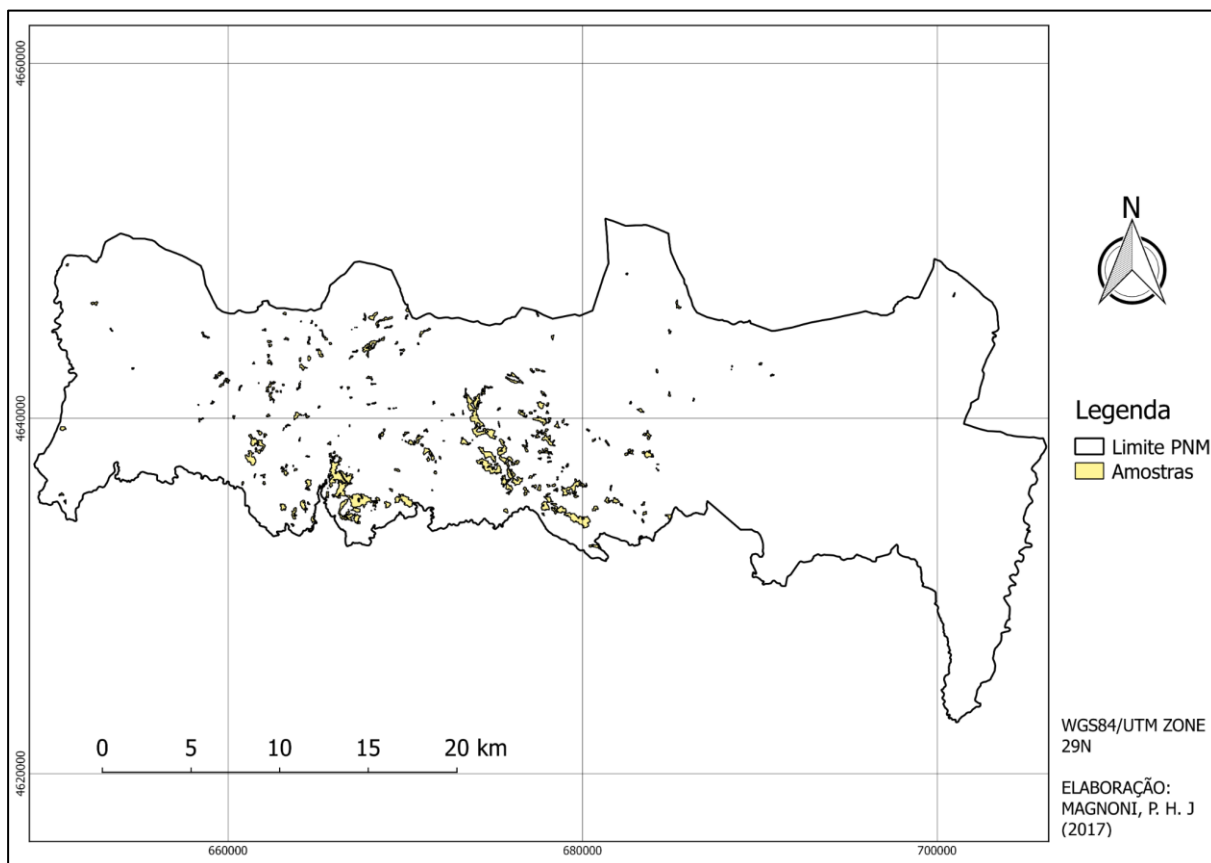 4660000
4640000
4620000
660000
680000
700000
0 5 10 15 20 km
N
Legenda
Limite PNM
Amostras
WGS84/UTM ZONE
29N
ELABORAÇÃO:
MAGNONI, P. H. J
(2017)